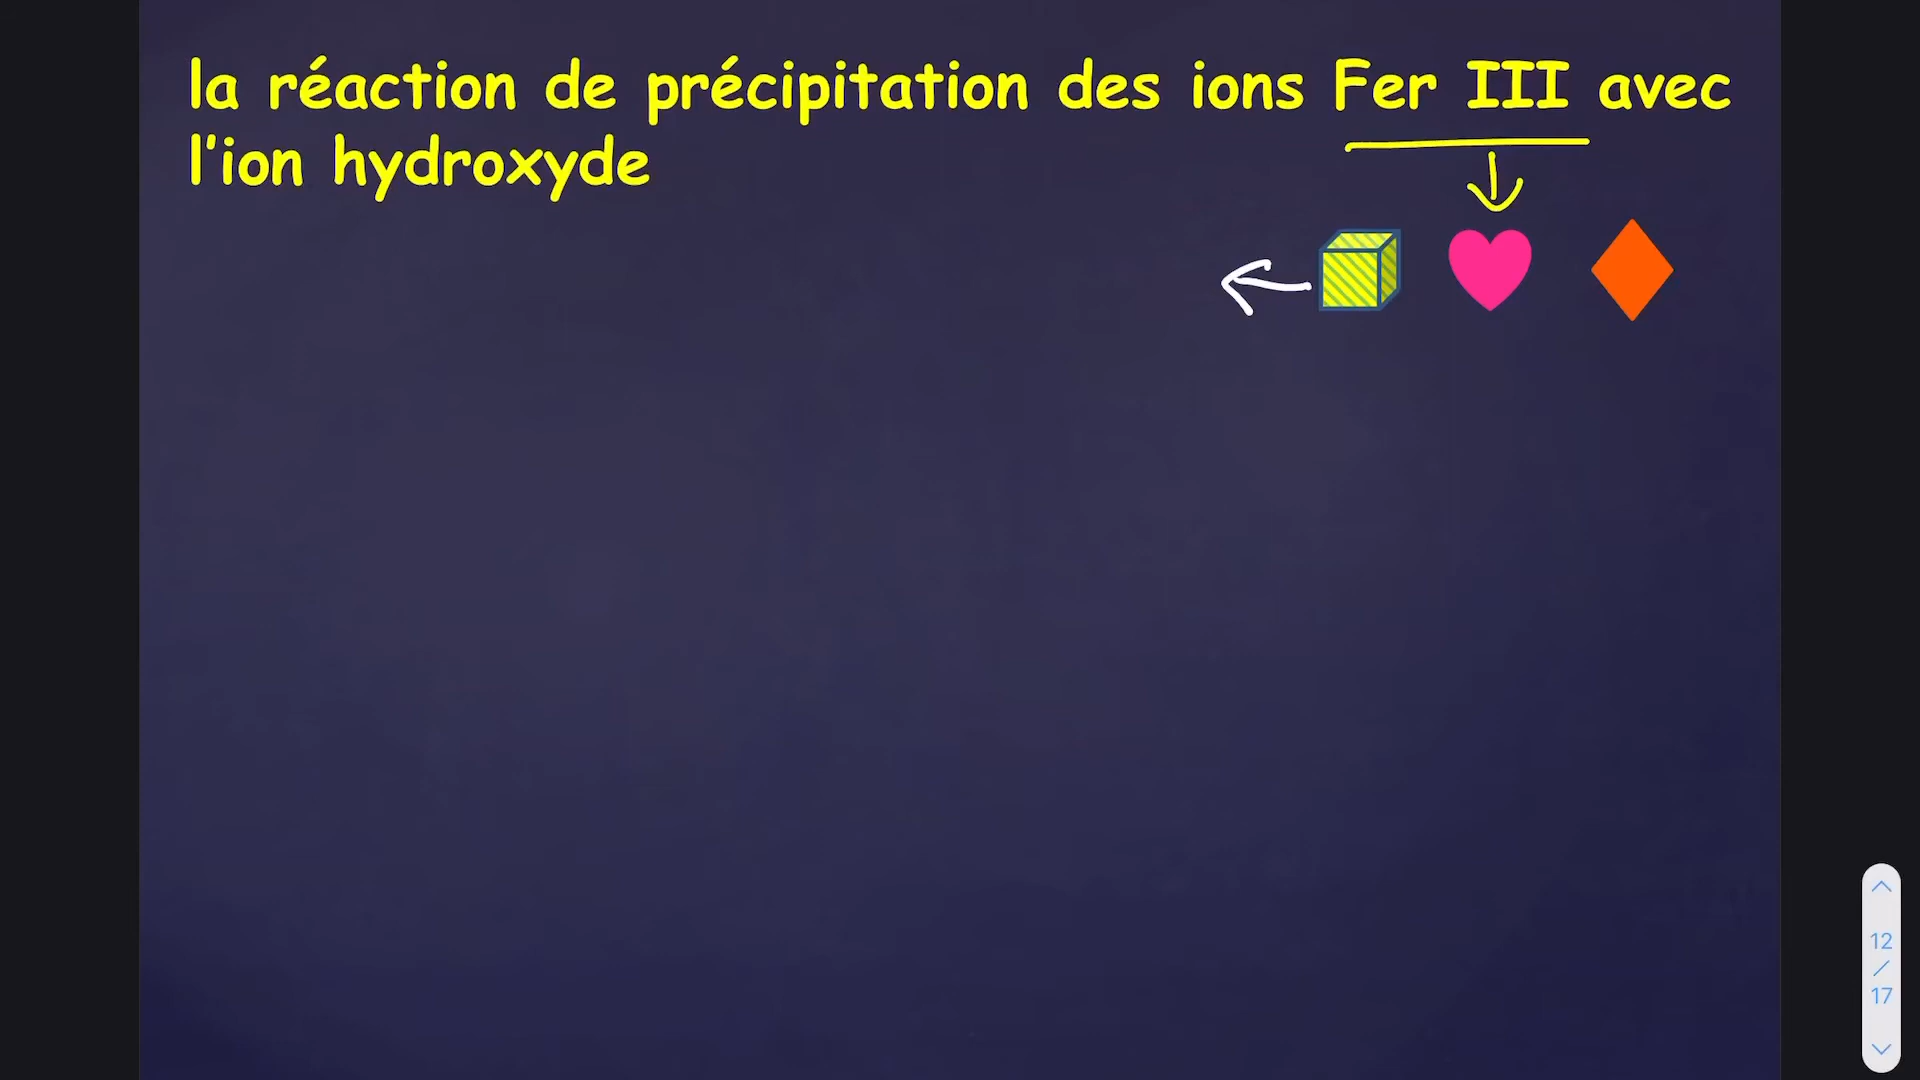 la réaction de précipitation des ions Fer III avec
l'ion hydroxyde
12
/
17